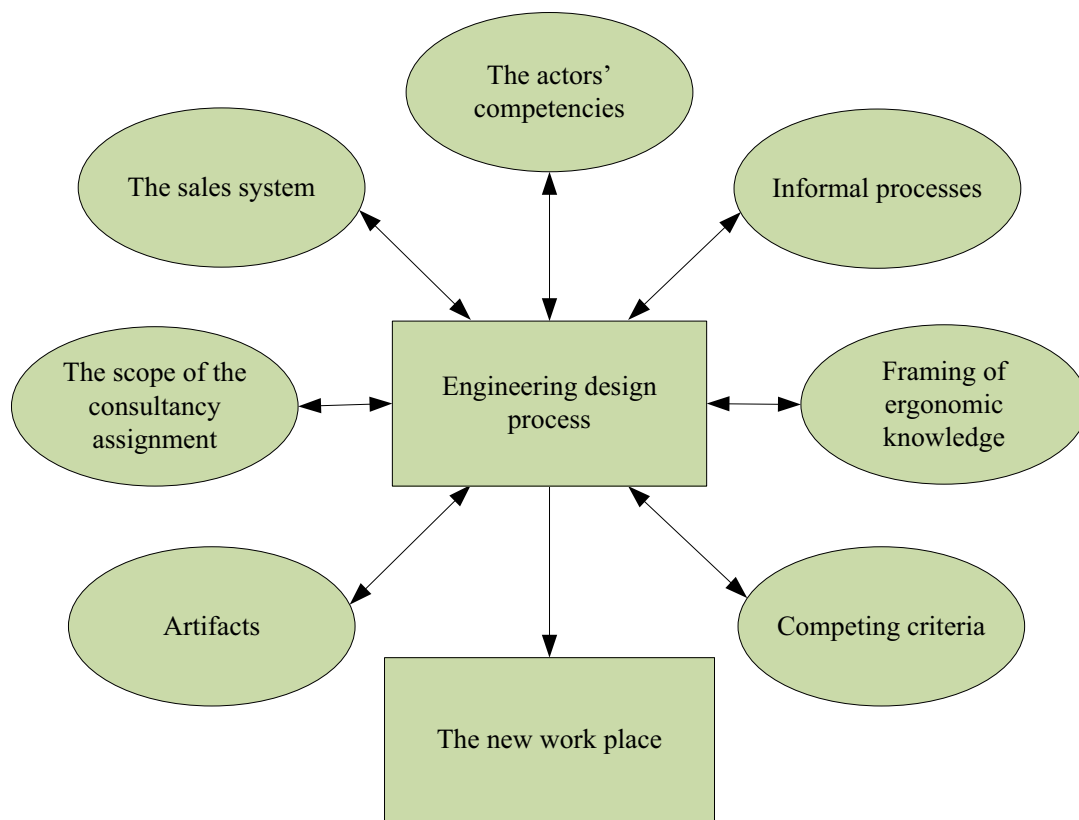 The actors’
competencies
The sales system
Informal processes
The scope of the
consultancy
assignment
Engineering design
process
Framing of
ergonomic
knowledge
Artifacts
Competing criteria
The new work place